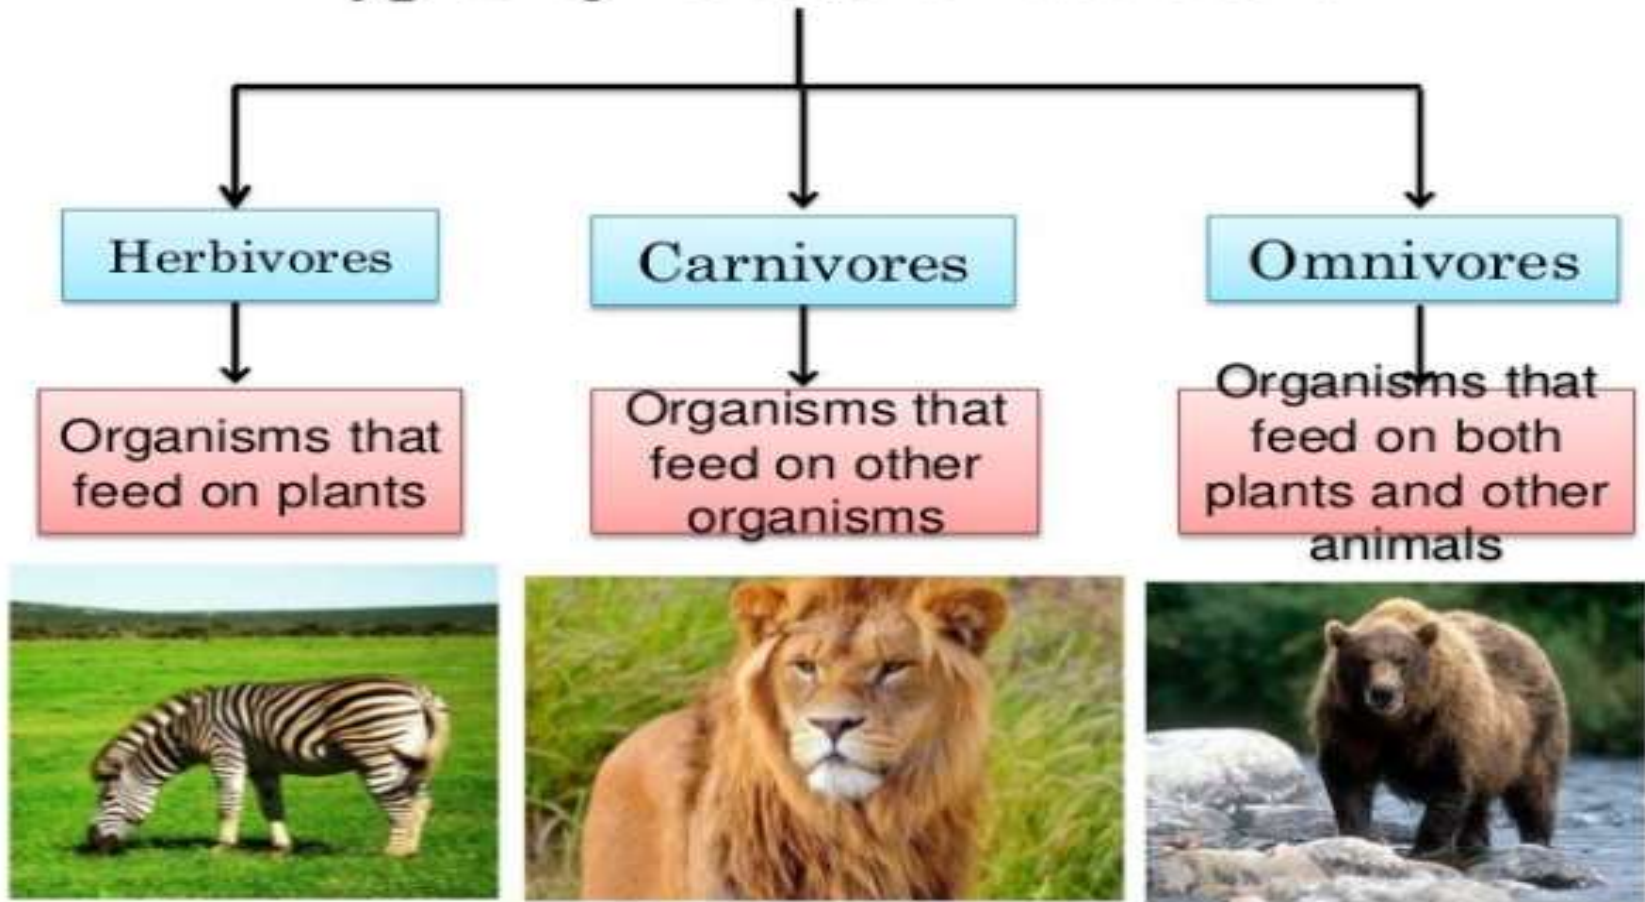 Herbivores
Carnivores
Omnivores
Organisms that
feed on plants
Organisms that
feed on other
organisms
Organisms that
feed on both
plants and other
animals